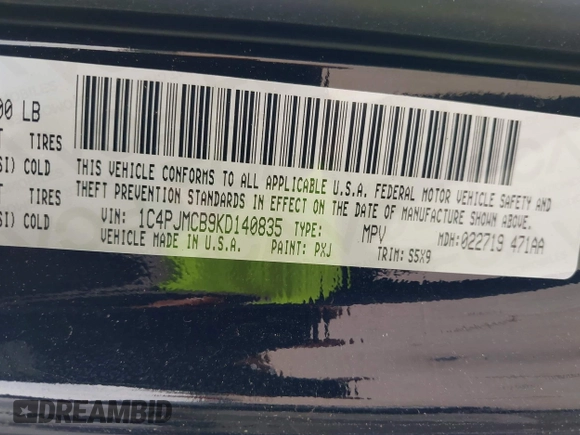 00 LB
T TIRES
SI) COLD
THIS VEHICLE CONFORMS TO ALL APPLICABLE U.S.A. FEDERAL MOTOR VEHICLE SAFETY AND
T TIRES
THEFT PREVENTION STANDARDS IN EFFECT ON THE DATE OF MANUFACTURE SHOWN ABOVE.
SI) COLD
VIN: 1C4PJMCB9KD140835 TYPE: MPV MDH:022719 471AA
VEHICLE MADE IN U.S.A. PAINT: PXJ TRIM: S5X9
DREAMBID